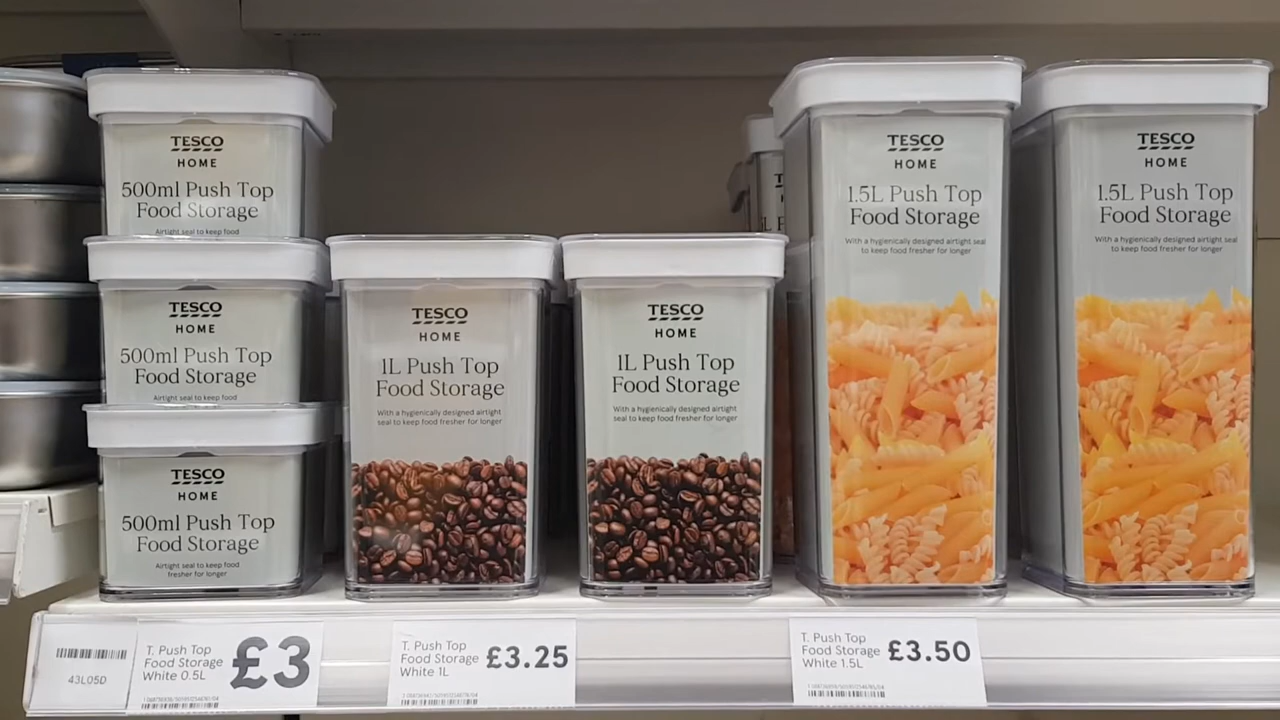 TESCO
HOME
500ml Push Top
Food Storage
Airtight seal to keep food
TESCO
HOME
500ml Push Top
Food Storage
Airtight seal to keep food
TESCO
HOME
500ml Push Top
Food Storage
Airtight seal to keep food
fresher for longer
TESCO
HOME
1L Push Top
Food Storage
With a hygienically designed airtight
seal to keep food fresher for longer
TESCO
HOME
1L Push Top
Food Storage
With a hygienically designed airtight
seal to keep food fresher for longer
TESCO
HOME
1.5L Push Top
Food Storage
With a hygienically designed airtight seal
to keep food fresher for longer
TESCO
HOME
1.5L Push Top
Food Storage
With a hygienically designed airtight seal
to keep food fresher for longer
43L05D
T. Push Top
Food Storage
White 0.5L
£3
T. Push Top
Food Storage
White 1L
£3.25
T. Push Top
Food Storage
White 1.5L
£3.50